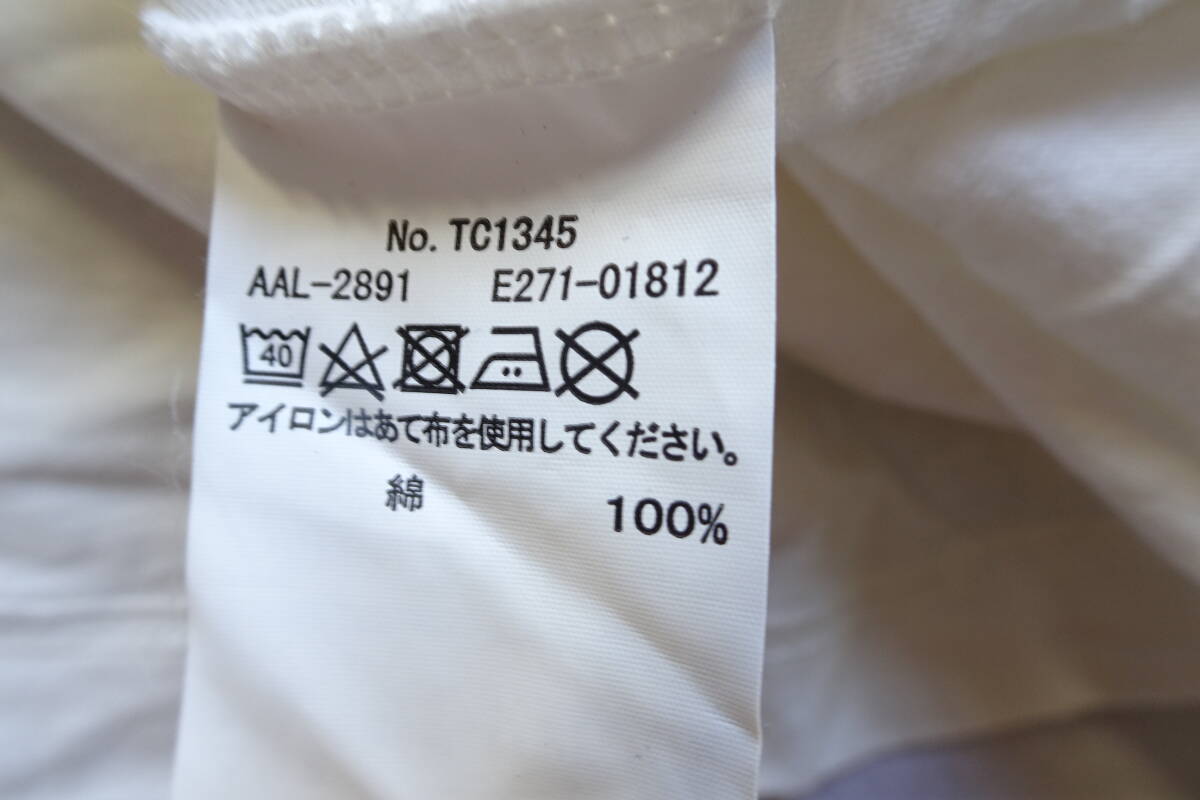 No. TC1345
AAL-2891 E271-01812
40
アイロンはあて布を使用してください。
綿 100%